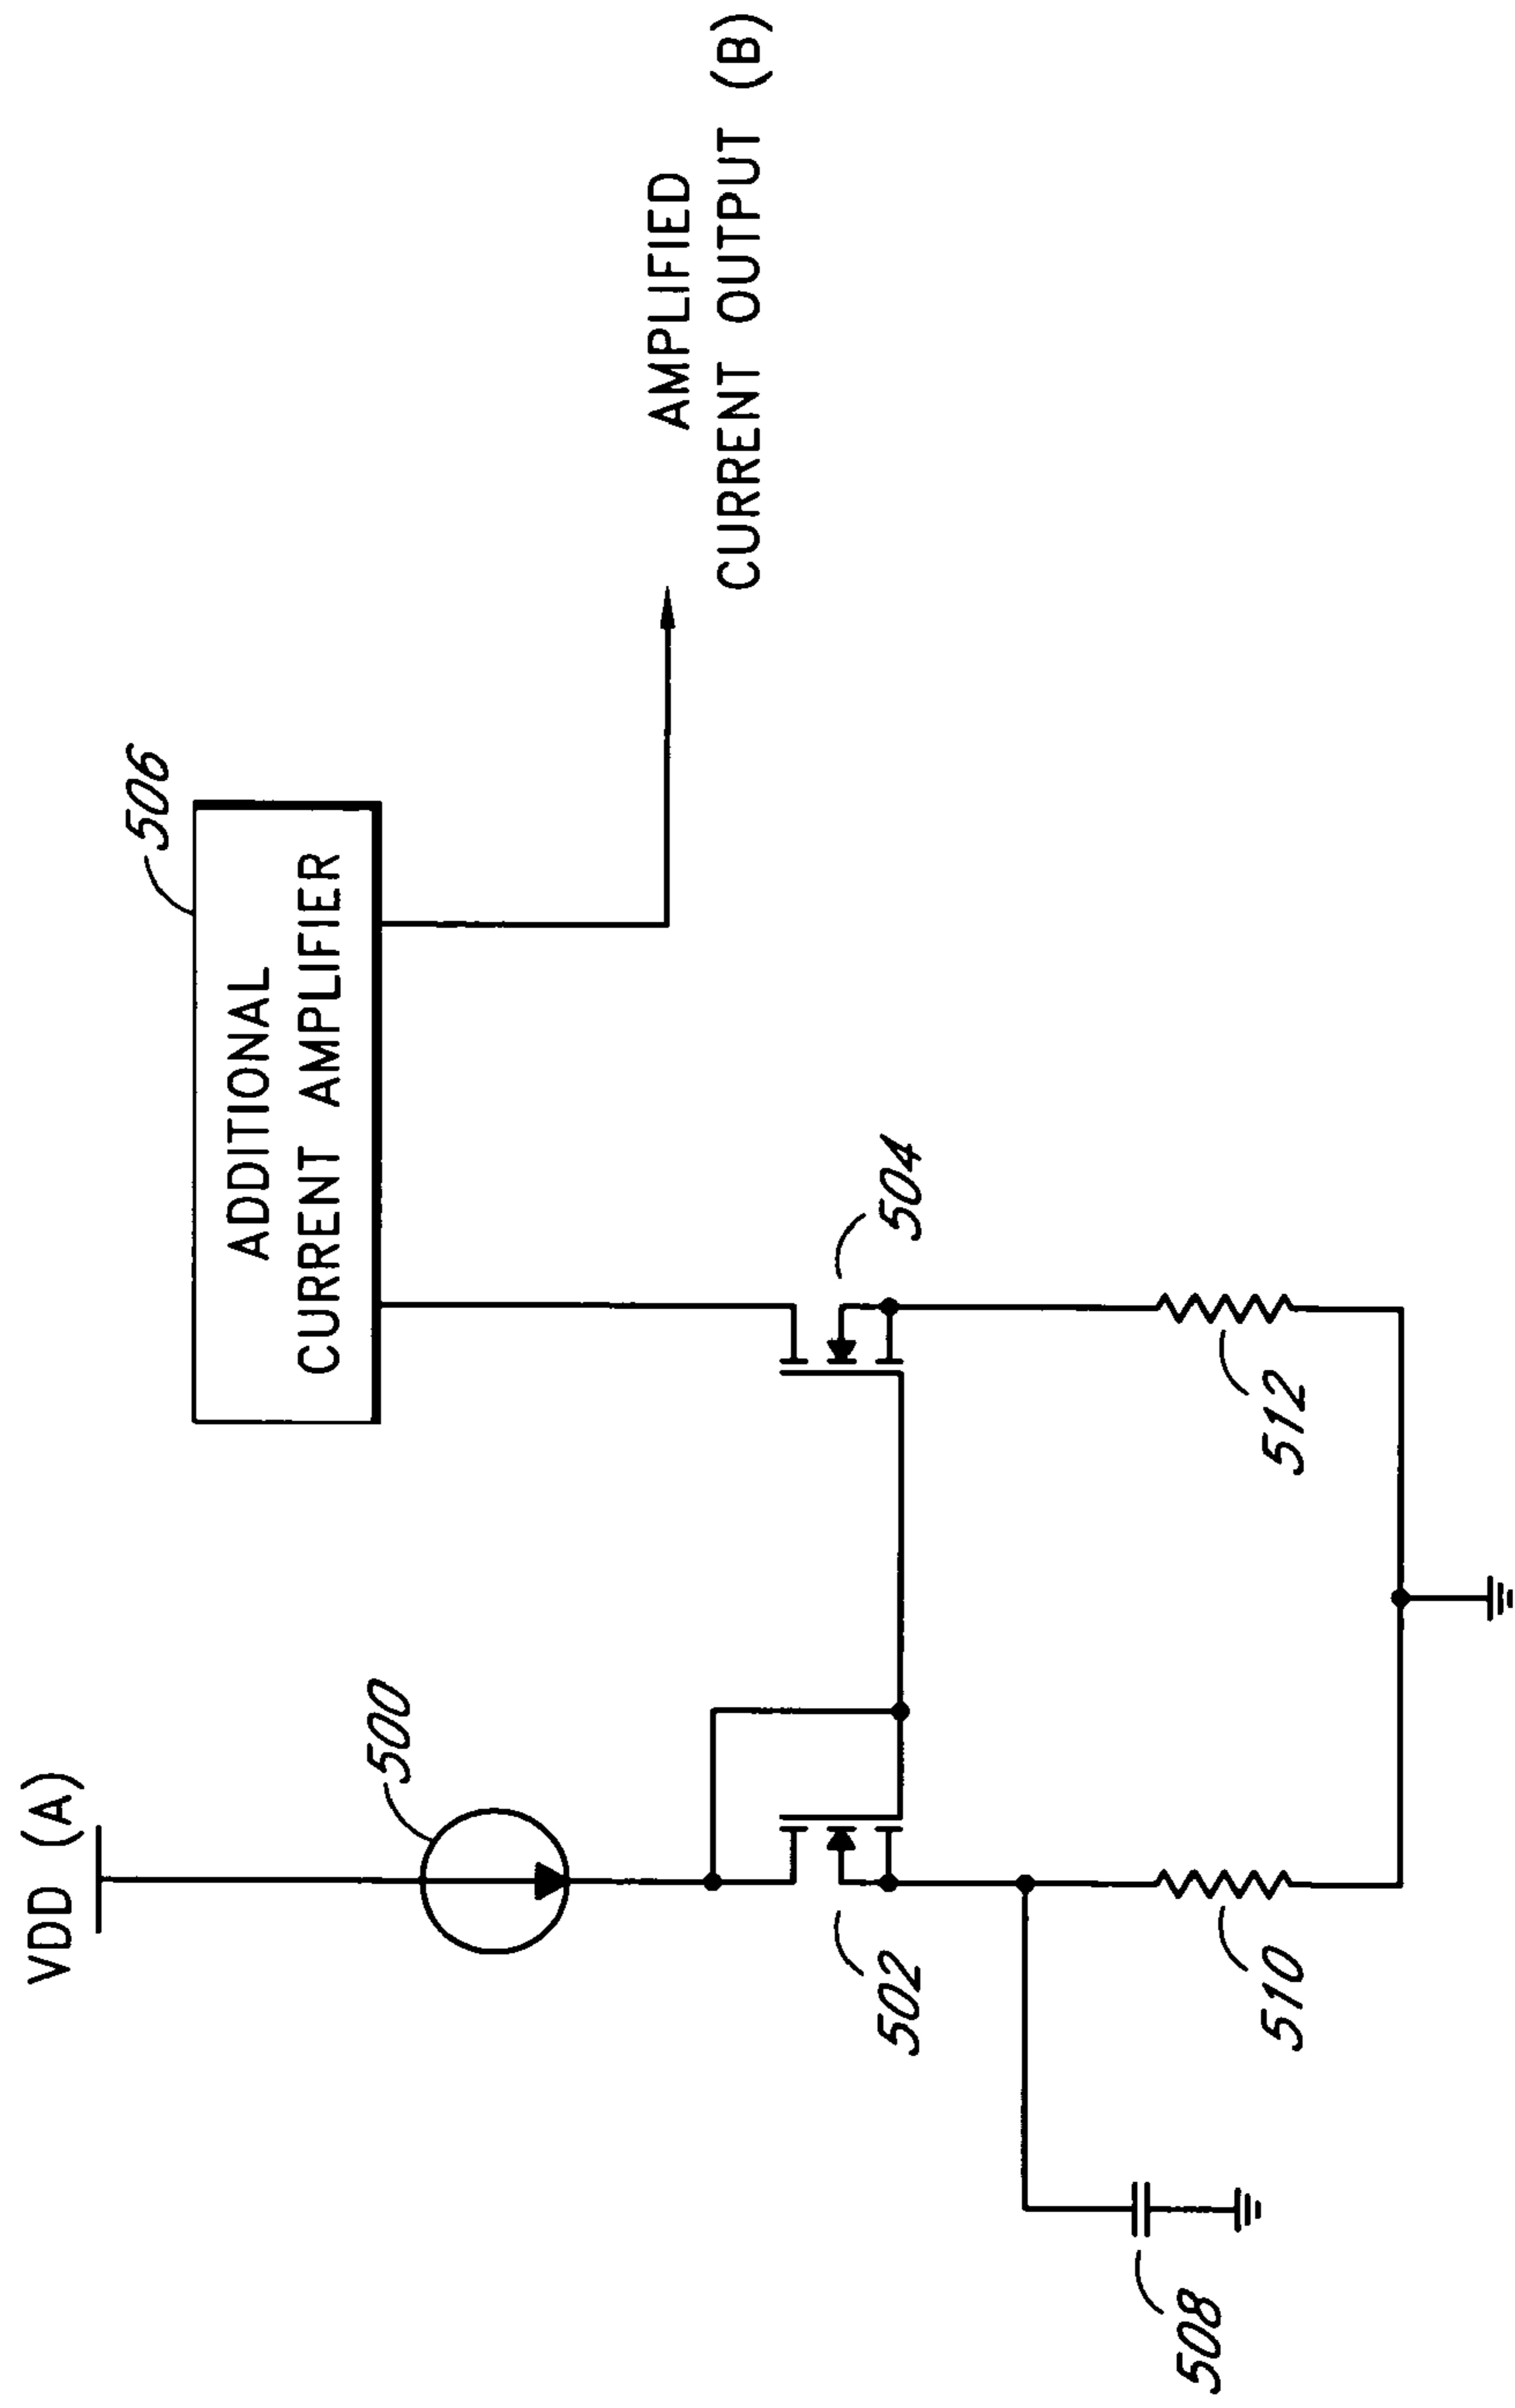 VDD (A)
500
506
ADDITIONAL
CURRENT AMPLIFIER
AMPLIFIED
CURRENT OUTPUT (B)
502
504
508
510
512